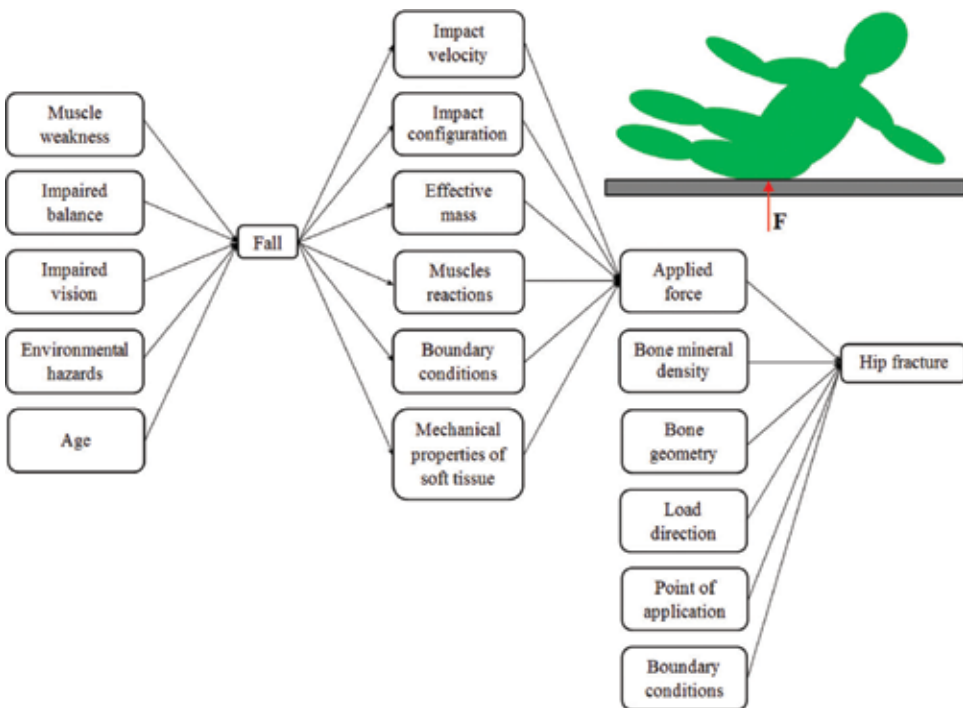 Muscle
weakness
Impaired
balance
Impaired
vision
Environmental
hazards
Age
Fall
Impact
velocity
Impact
configuration
Effective
mass
Muscles
reactions
Boundary
conditions
Mechanical
properties of
soft tissue
F
Applied
force
Bone mineral
density
Bone
geometry
Load
direction
Point of
application
Boundary
conditions
Hip fracture